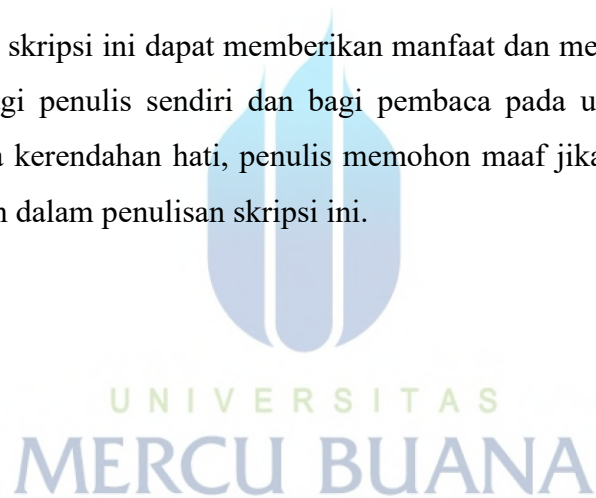 skripsi ini dapat memberikan manfaat dan me
gi penulis sendiri dan bagi pembaca pada u
kerendahan hati, penulis memohon maaf jika
dalam penulisan skripsi ini.
UNIVERSITAS
MERCU BUANA